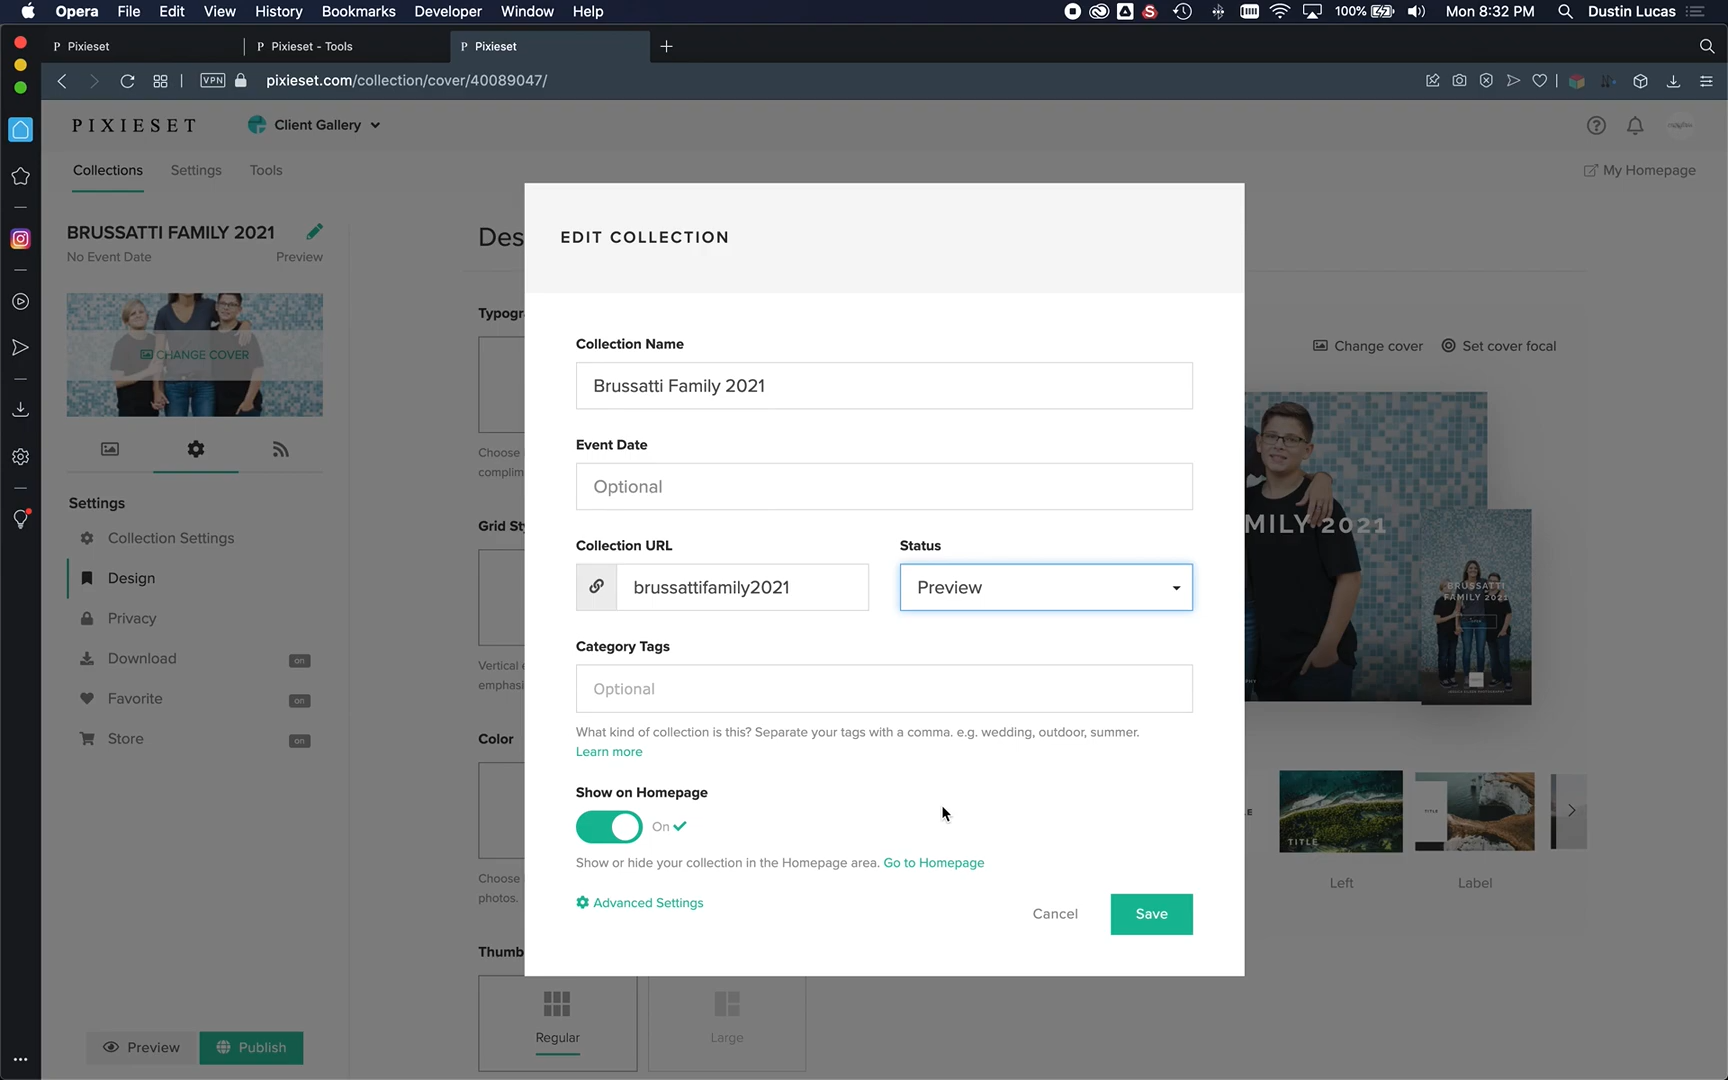 Opera File Edit View History Bookmarks Developer Window Help 100% Mon 8:32 PM Dustin Lucas
Pixieset Pixieset - Tools Pixieset
VPN pixieset.com/collection/cover/40089047/
PIXIESET Client Gallery
Collections Settings Tools My Homepage
BRUSSATTI FAMILY 2021
No Event Date Preview
CHANGE COVER
Settings
Collection Settings
Design
Privacy
Download on
Favorite on
Store on
Preview Publish
Des
Typogr
Choose
complim
Grid St
Vertical
emphasi
Color
Choose
photos.
Thumb
Regular Large
EDIT COLLECTION
Collection Name
Brussatti Family 2021
Event Date
Optional
Collection URL Status
brussattifamily2021 Preview
Category Tags
Optional
What kind of collection is this? Separate your tags with a comma. e.g. wedding, outdoor, summer.
Learn more
Show on Homepage
On
Show or hide your collection in the Homepage area. Go to Homepage
Advanced Settings
Cancel Save
Change cover Set cover focal
MILY 2021
BRUSSATTI
FAMILY 2021
TITLE
TITLE
Left Label